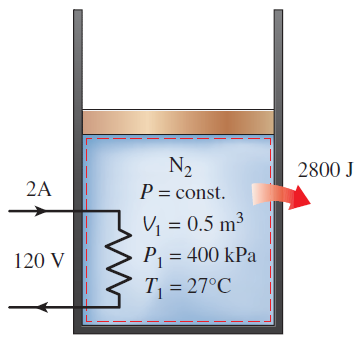 N₂
P = const.
V₁ = 0.5 m³
P₁ = 400 kPa
T₁ = 27°C
2A
120 V
2800 J